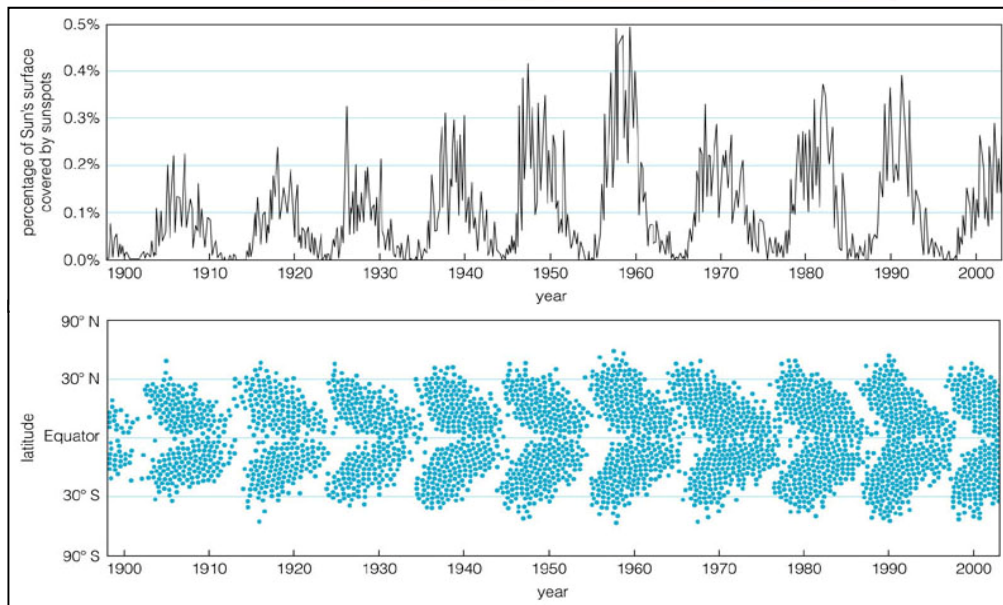 percentage of Sun's surface
covered by sunspots
0.5%
0.4%
0.3%
0.2%
0.1%
0.0%
1900 1910 1920 1930 1940 1950 1960 1970 1980 1990 2000
year
latitude
90° N
30° N
Equator
30° S
90° S
1900 1910 1920 1930 1940 1950 1960 1970 1980 1990 2000
year